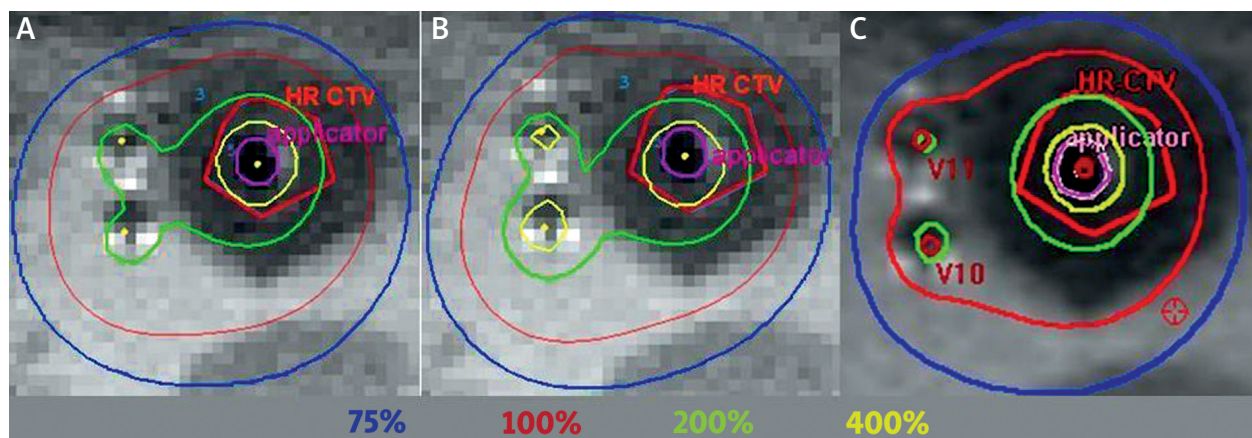 A
B
C
3
HR CTV
applicator
3
HR CTV
applicator
HR-CTV
applicator
V11
V10
75%
100%
200%
400%